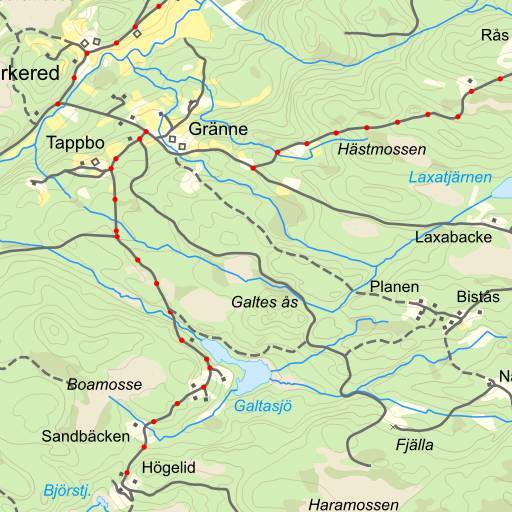 Rås
rkered
Gränne
Tappbo
Hästmossen
Laxatjärnen
Laxabacke
Planen
Bistås
Galtes ås
Boamosse
Galtasjö
Na
Sandbäcken
Fjälla
Högelid
Björstj.
Haramossen